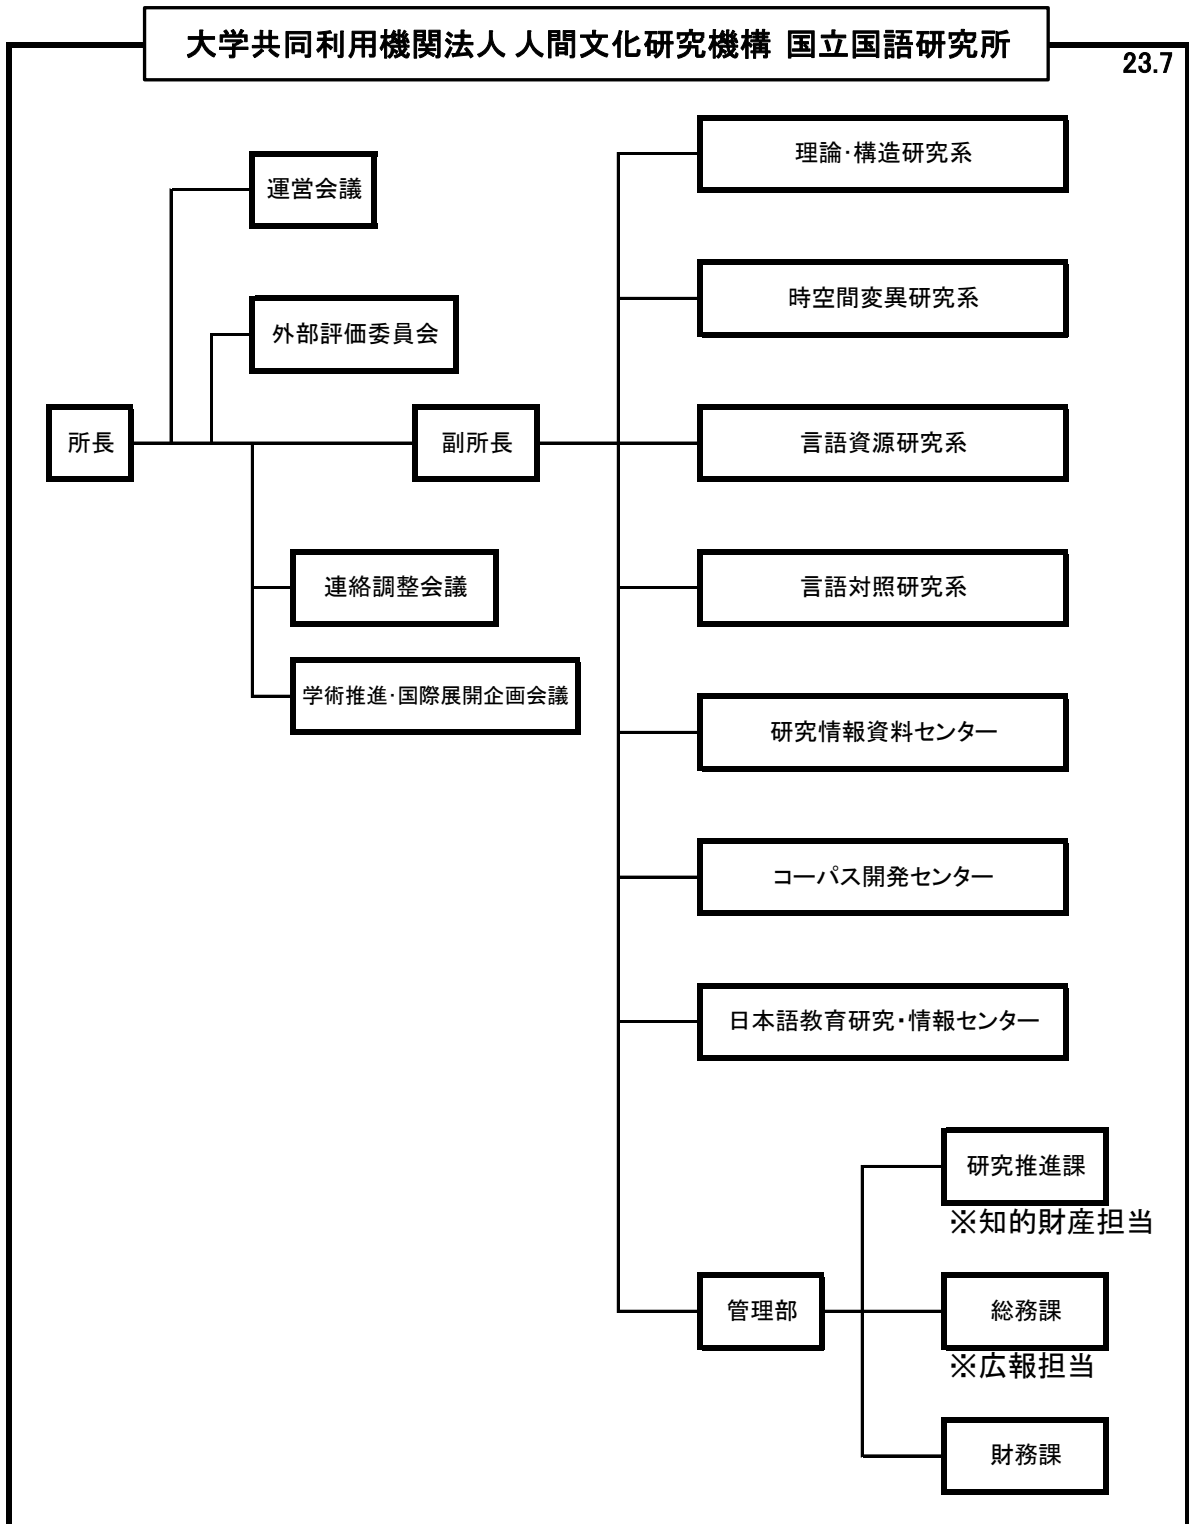 大学共同利用機関法人 人間文化研究機構 国立国語研究所
23.7
運営会議
外部評価委員会
所長
副所長
連絡調整会議
学術推進・国際展開企画会議
理論・構造研究系
時空間変異研究系
言語資源研究系
言語対照研究系
研究情報資料センター
コーパス開発センター
日本語教育研究・情報センター
管理部
研究推進課
※知的財産担当
総務課
※広報担当
財務課